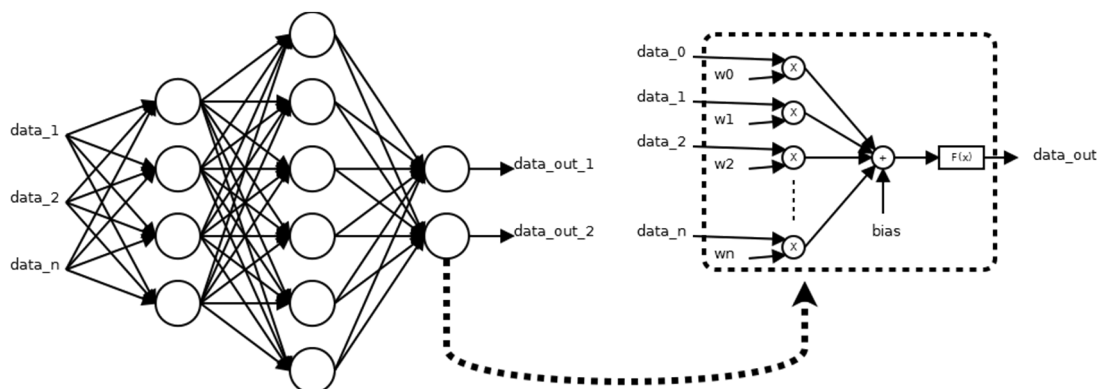 data_1
data_2
data_n
data_out_1
data_out_2
data_0
w0
X
data_1
w1
X
data_2
w2
X
+
F(x)
data_out
bias
data_n
wn
X